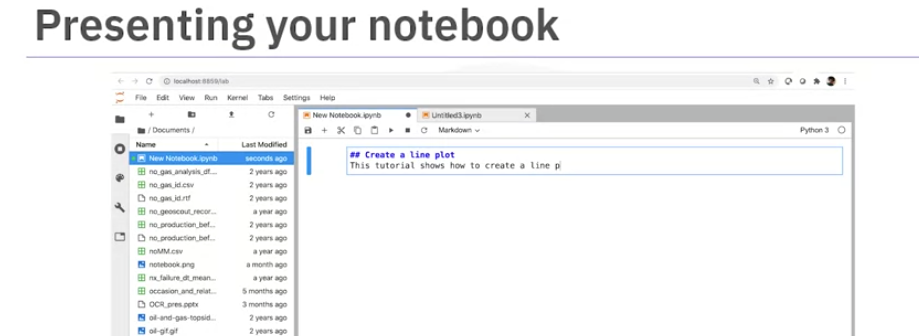 Presenting your notebook
localhost:8889/lab
File Edit View Run Kernel Tabs Settings Help
New Notebook.ipynb Untitled3.ipynb
/ Documents / Markdown Python 3
Name Last Modified
New Notebook.ipynb seconds ago
## Create a line plot
This tutorial shows how to create a line p
no_gas_analysis_df.... 2 years ago
no_gas_id.csv 2 years ago
no_gas_id.rtf 2 years ago
no_geoscout_recor... a year ago
no_production_bef... 2 years ago
no_production_bef... 2 years ago
noMM.csv a year ago
notebook.png a month ago
nx_failure_dt_mean... a year ago
occasion_and_relat... 5 months ago
OCR_pres.pptx 3 months ago
oil-and-gas-topsid... 2 years ago
oil-gif.gif 2 years ago